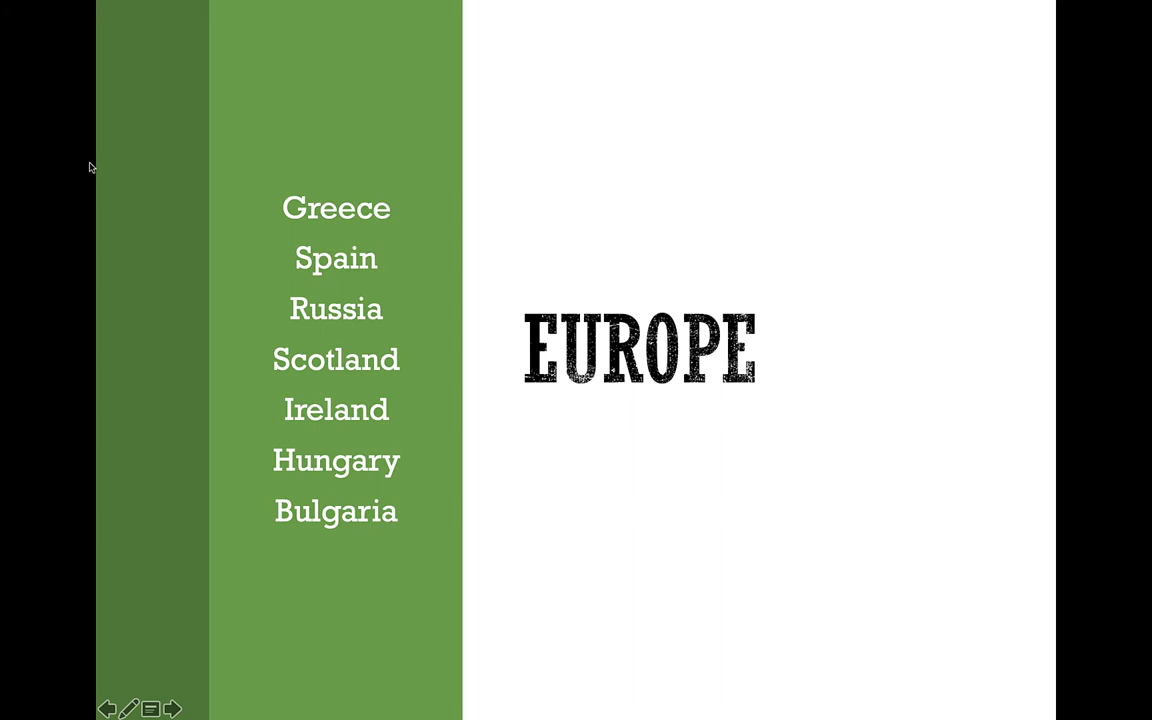 Greece
Spain
Russia
Scotland
Ireland
Hungary
Bulgaria
EUROPE